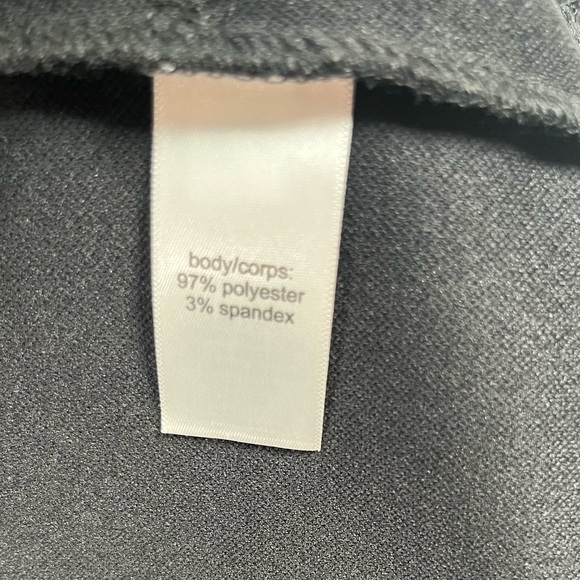 body/corps:
97% polyester
3% spandex